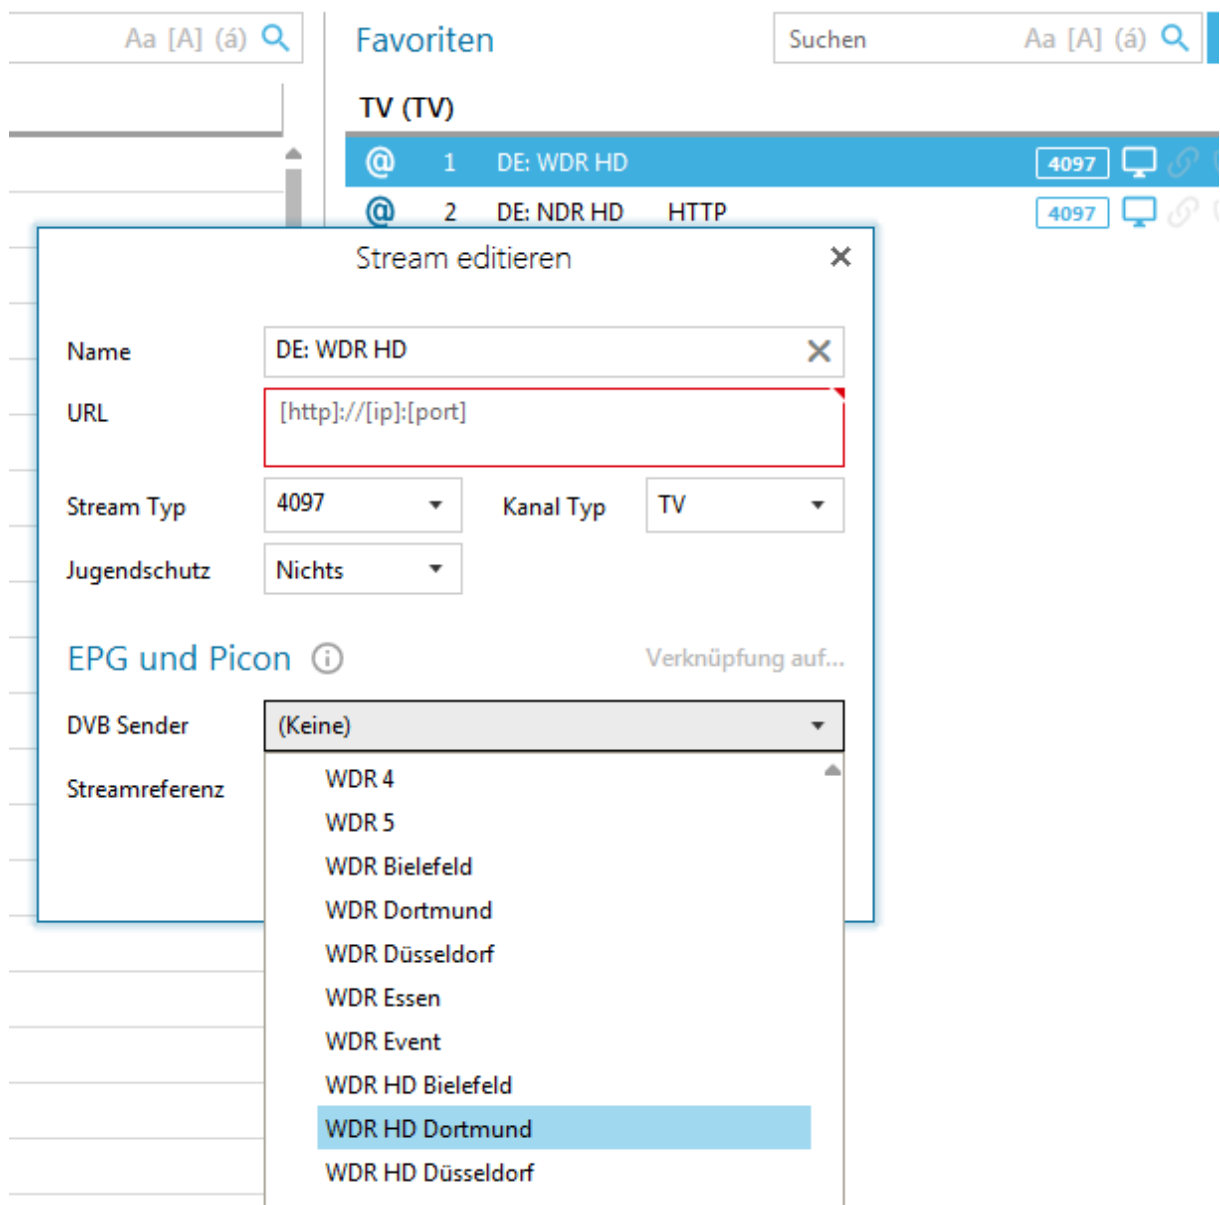 Aa [A] (á)
Favoriten
Suchen Aa [A] (á)
TV (TV)
@ 1 DE: WDR HD 4097
@ 2 DE: NDR HD HTTP 4097
Stream editieren
Name DE: WDR HD
URL [http]://[ip]:[port]
Stream Typ 4097 Kanal Typ TV
Jugendschutz Nichts
EPG und Picon Verknüpfung auf...
DVB Sender (Keine)
Streamreferenz
WDR 4
WDR 5
WDR Bielefeld
WDR Dortmund
WDR Düsseldorf
WDR Essen
WDR Event
WDR HD Bielefeld
WDR HD Dortmund
WDR HD Düsseldorf